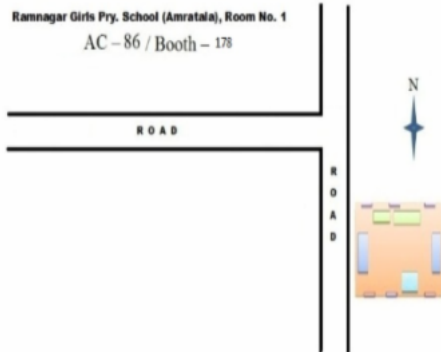 Ramnagar Girls Pry. School (Amratala), Room No. 1
AC – 86 / Booth – 178
N
ROAD
ROAD